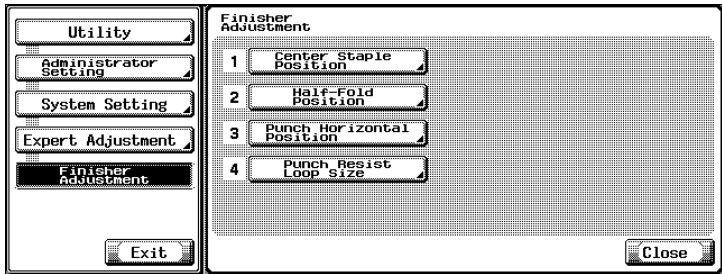 Utility
Administrator
Setting
System Setting
Expert Adjustment
Finisher
Adjustment
Exit
Finisher
Adjustment
1 Center Staple
Position
2 Half-Fold
Position
3 Punch Horizontal
Position
4 Punch Resist
Loop Size
Close